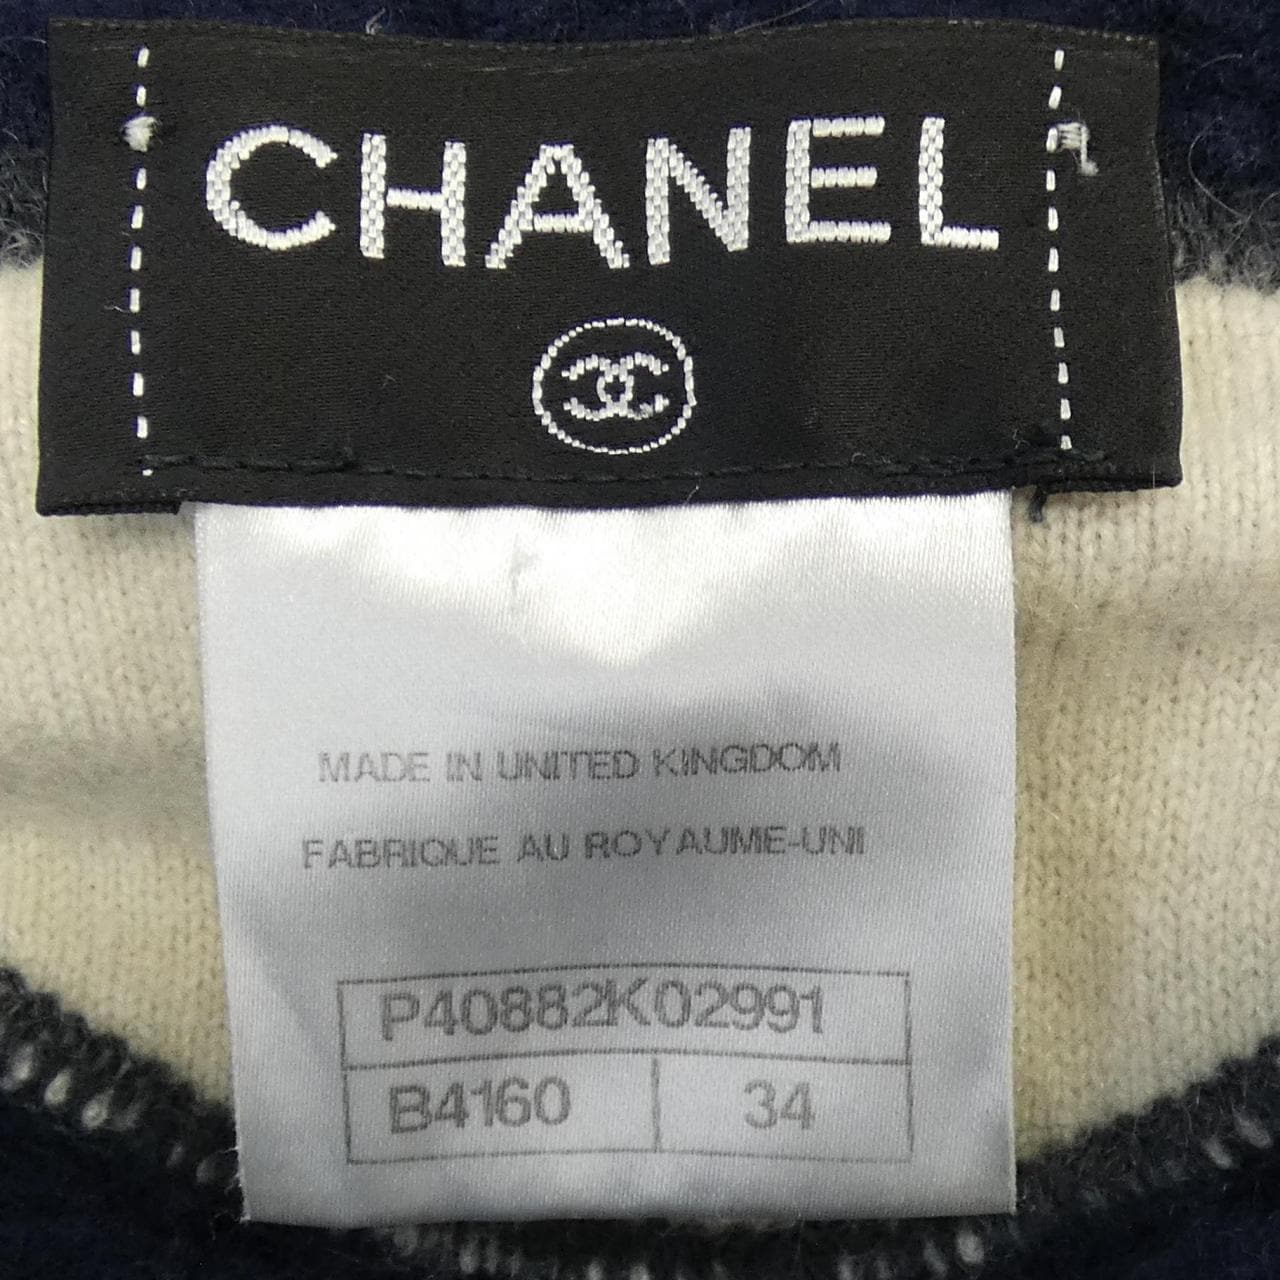 CHANEL
MADE IN UNITED KINGDOM
FABRIQUE AU ROYAUME-UNI
P40882K02991
B4160 34